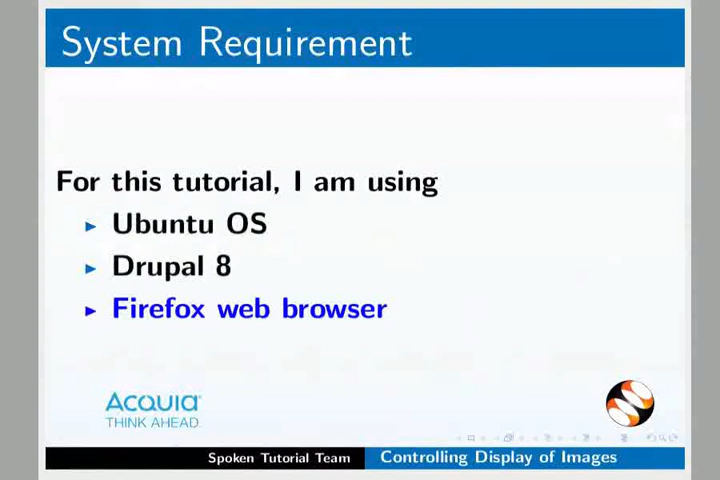 System Requirement
For this tutorial, I am using
Ubuntu OS
Drupal 8
Firefox web browser
Acquia
THINK AHEAD
Spoken Tutorial Team
Controlling Display of Images